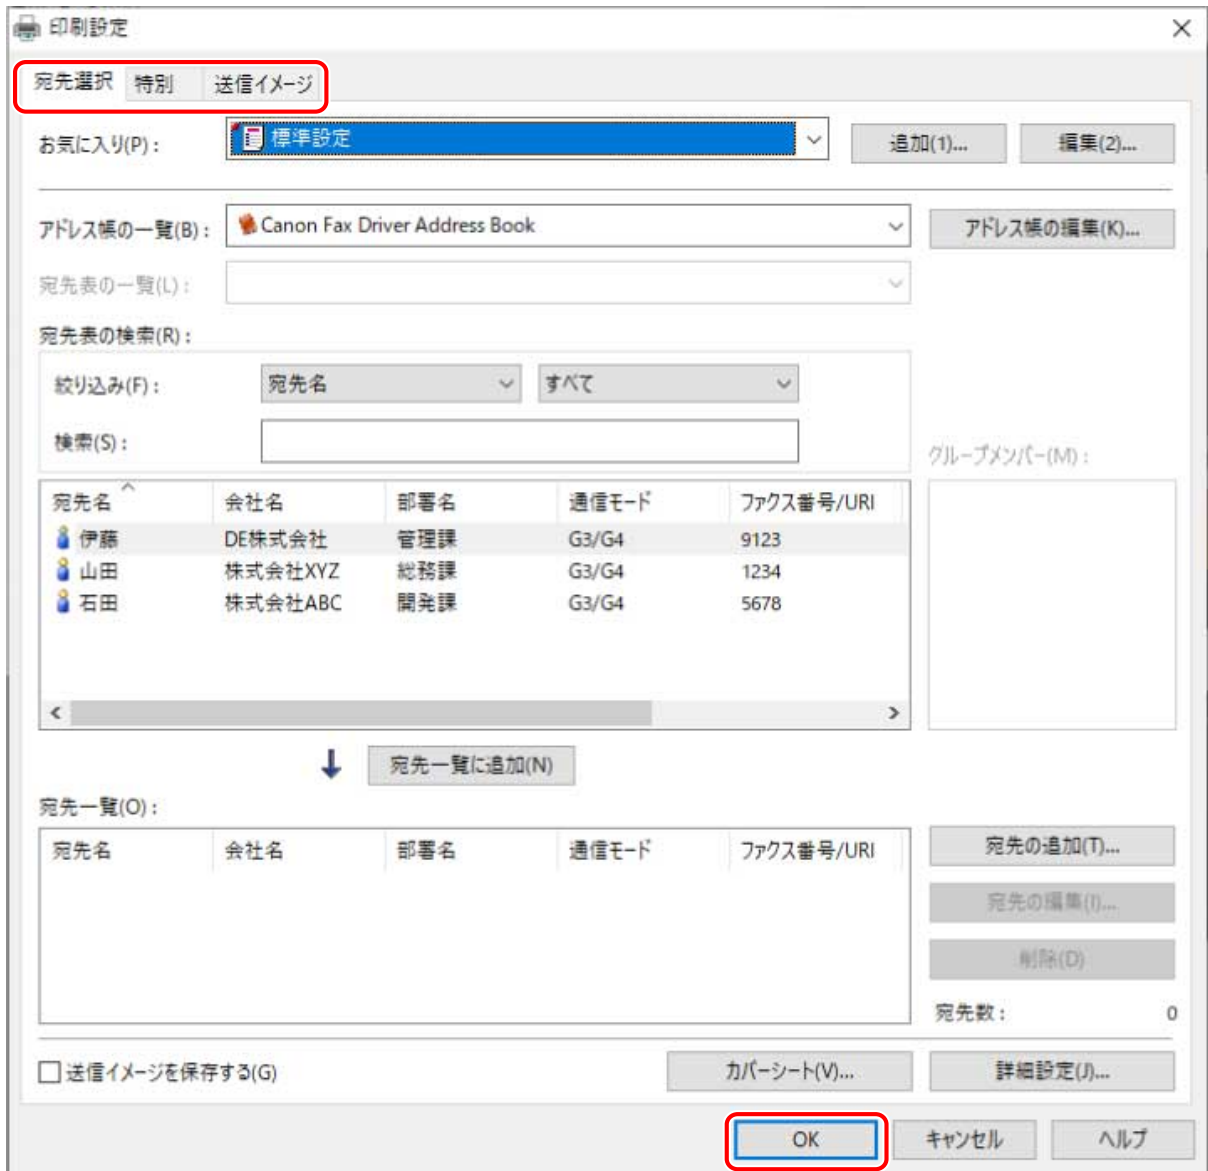 印刷設定
宛先選択 特別 送信イメージ
お気に入り(P) : 標準設定 追加(1)... 編集(2)...
アドレス帳の一覧(B) : Canon Fax Driver Address Book アドレス帳の編集(K)...
宛先表の一覧(L) :
宛先表の検索(R) :
絞り込み(F) : 宛先名 すべて
検索(S) :
グループメンバー(M) :
宛先名 会社名 部署名 通信モード ファクス番号/URI
伊藤 DE株式会社 管理課 G3/G4 9123
山田 株式会社XYZ 総務課 G3/G4 1234
石田 株式会社ABC 開発課 G3/G4 5678
宛先一覧に追加(N)
宛先一覧(O) :
宛先名 会社名 部署名 通信モード ファクス番号/URI
宛先の追加(T)...
宛先の編集(I)...
削除(D)
宛先数 : 0
送信イメージを保存する(G) カバーシート(V)... 詳細設定(J)...
OK キャンセル ヘルプ